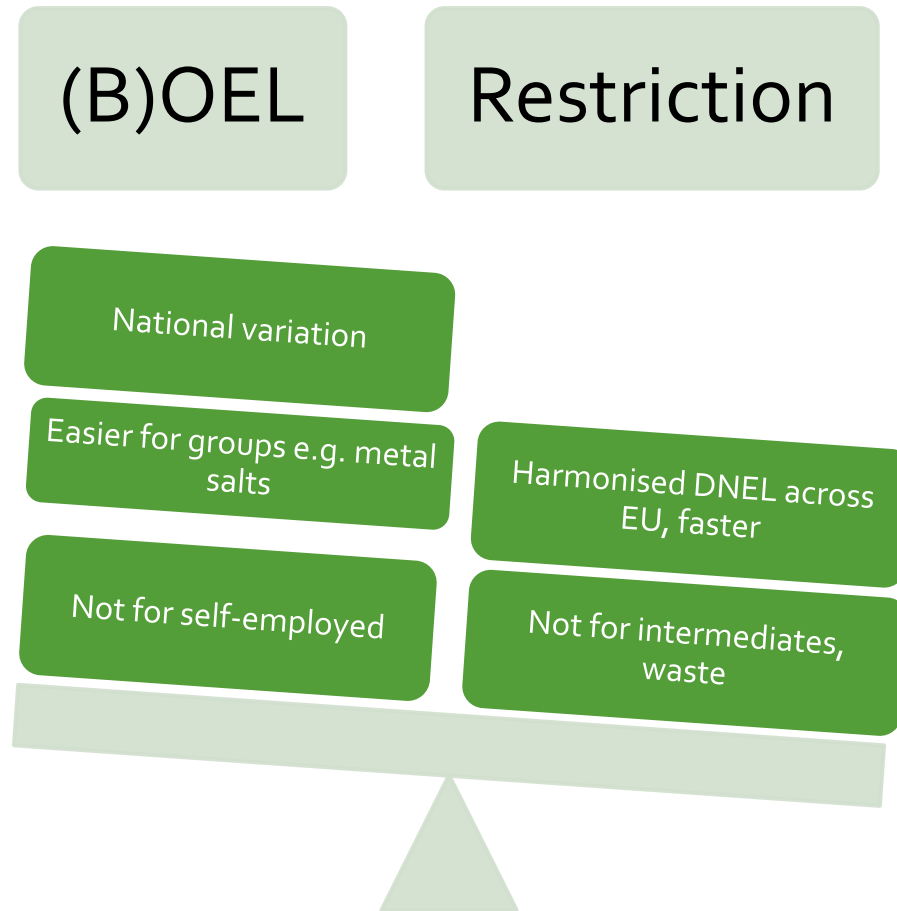 (B)OEL
Restriction
National variation
Easier for groups e.g. metal
salts
Not for self-employed
Harmonised DNEL across
EU, faster
Not for intermediates,
waste